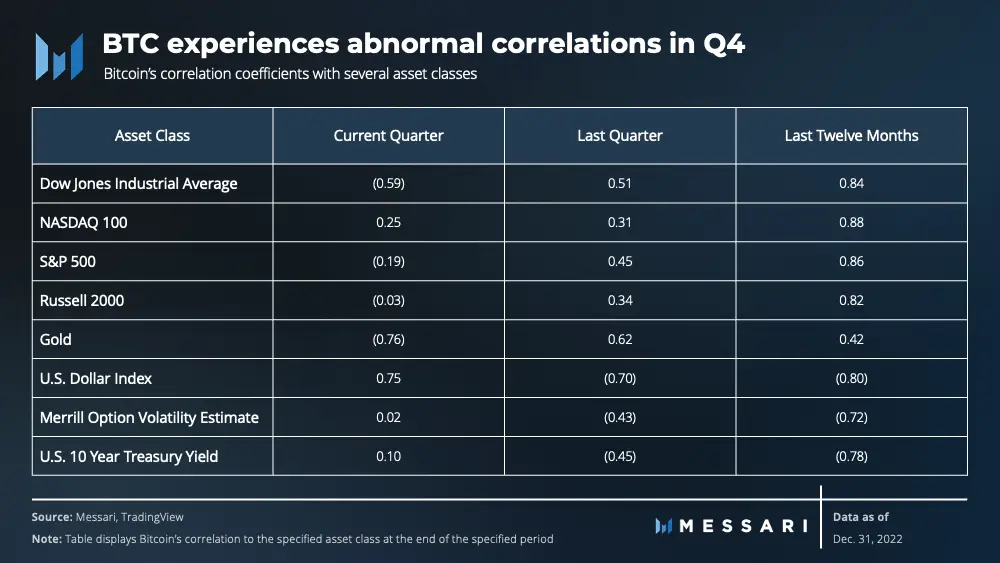 BTC experiences abnormal correlations in Q4
Bitcoin's correlation coefficients with several asset classes
Asset Class Current Quarter Last Quarter Last Twelve Months
Dow Jones Industrial Average (0.59) 0.51 0.84
NASDAQ 100 0.25 0.31 0.88
S&P 500 (0.19) 0.45 0.86
Russell 2000 (0.03) 0.34 0.82
Gold (0.76) 0.62 0.42
U.S. Dollar Index 0.75 (0.70) (0.80)
Merrill Option Volatility Estimate 0.02 (0.43) (0.72)
U.S. 10 Year Treasury Yield 0.10 (0.45) (0.78)
Source: Messari, TradingView
Note: Table displays Bitcoin's correlation to the specified asset class at the end of the specified period
MESSARI
Data as of
Dec. 31, 2022